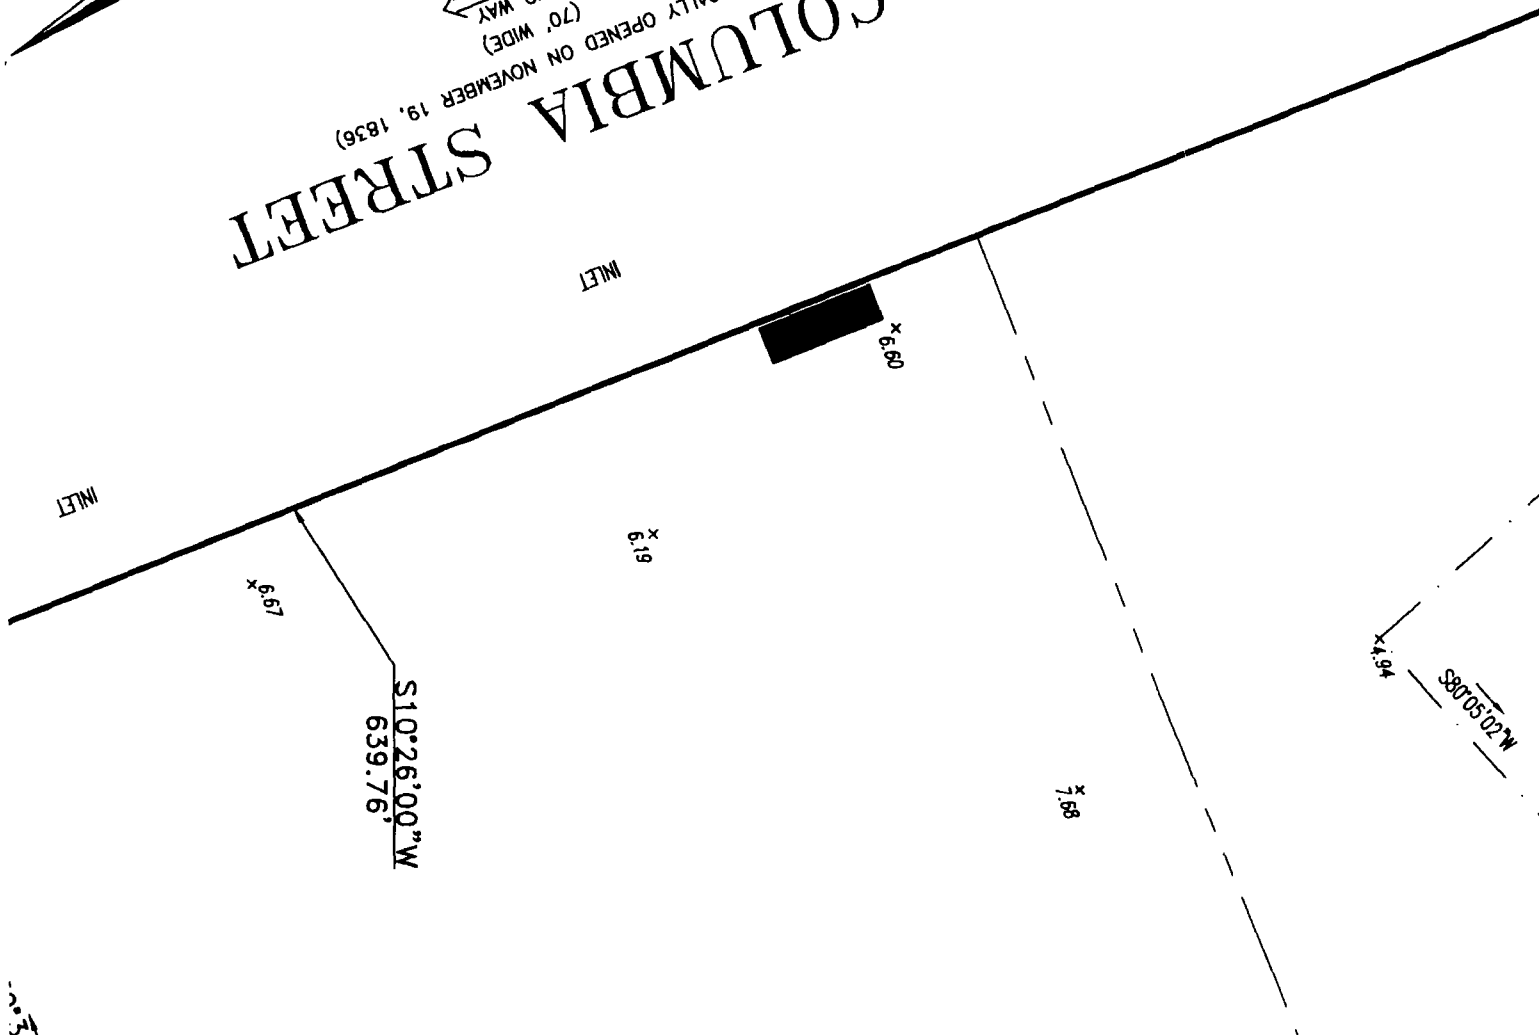 COLUMBIA STREET
OPENED ON NOVEMBER 19, 1836)
(70' WIDE)
WAY
INLET
INLET
6.60
6.19
6.67
S10°26'00"W
639.76'
7.68
4.94
S80°05'02"W